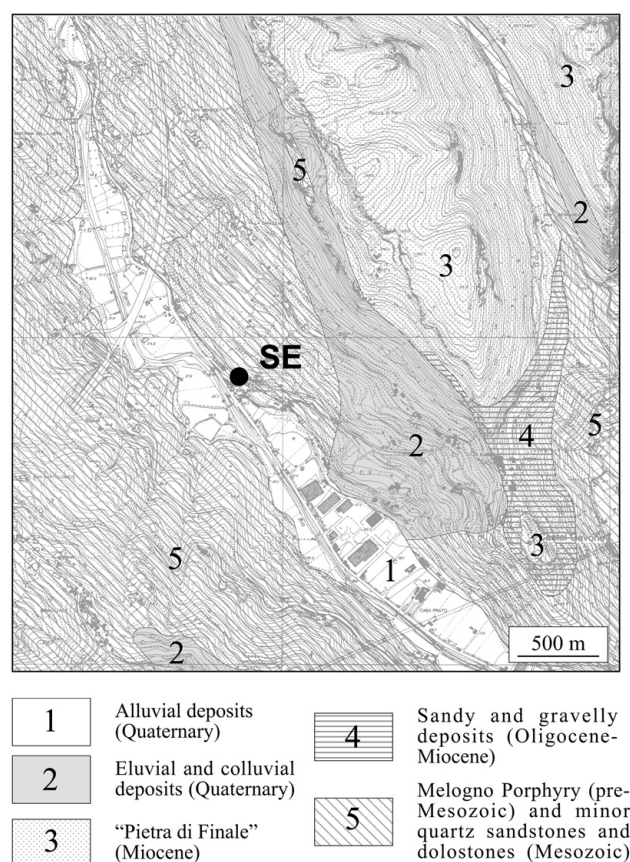 3
5
2
3
SE
4
5
2
5
3
1
CASA PRATO
2
500 m
1
Alluvial deposits
(Quaternary)
2
Eluvial and colluvial
deposits (Quaternary)
3
“Pietra di Finale”
(Miocene)
4
Sandy and gravelly
deposits (Oligocene-
Miocene)
5
Melogno Porphyry (pre-
Mesozoic) and minor
quartz sandstones and
dolostones (Mesozoic)